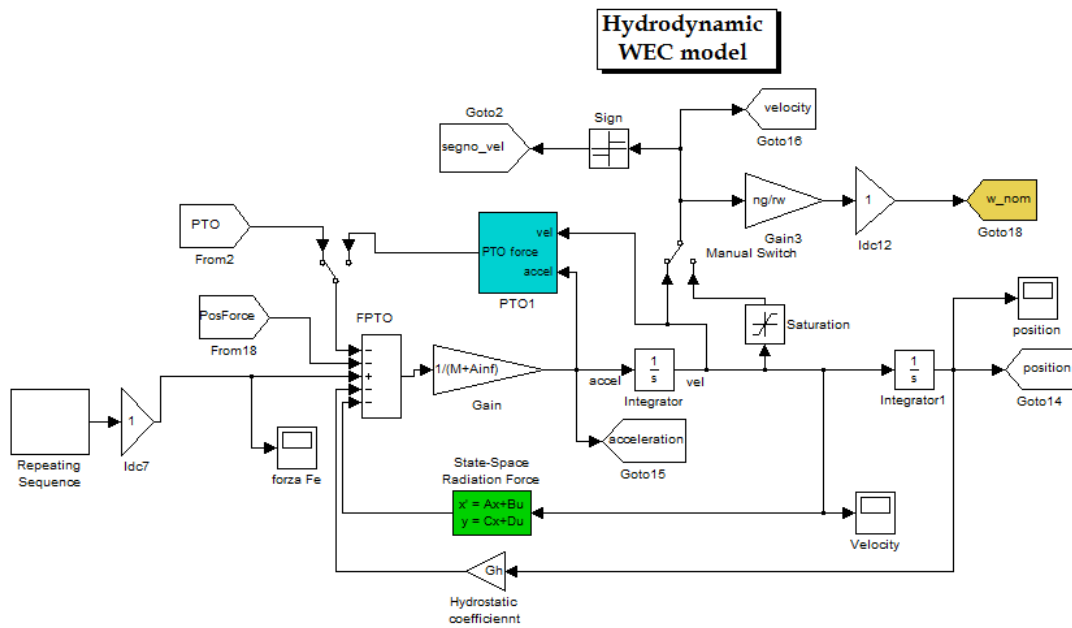 Hydrodynamic
WEC model
Goto2
segno_vel
Sign
velocity
Goto16
PTO
From2
vel
PTO force
accel
PTO1
ng/rw
Gain3
Manual Switch
1
Idc12
w_nom
Goto18
PosForce
From18
FPTO
1/(M+Ainf)
Gain
accel
1
s
vel
Integrator
Saturation
1
s
Integrator1
position
position
Goto14
Repeating
Sequence
1
Idc7
forza Fe
acceleration
Goto15
State-Space
Radiation Force
x' = Ax+Bu
y = Cx+Du
Velocity
Gh
Hydrostatic
coefficiennt